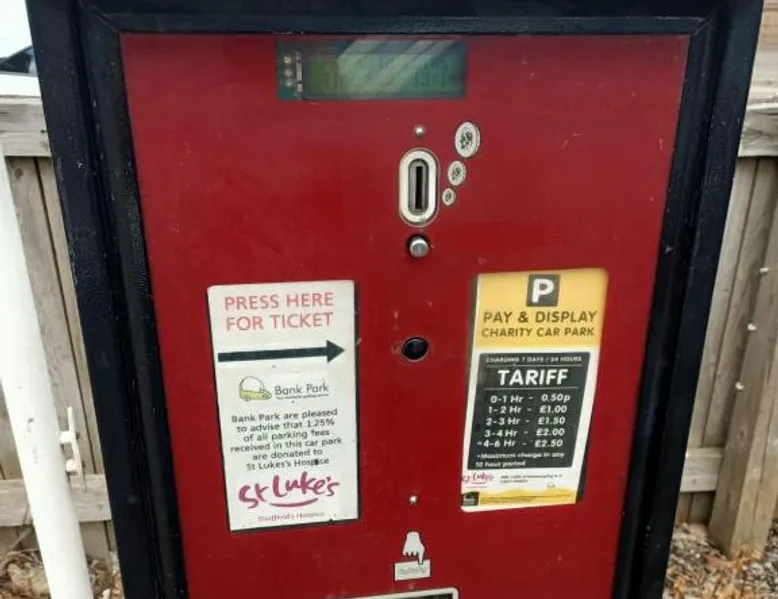 PRESS HERE
FOR TICKET
Bank Park
Bank Park are pleased
to advise that 1.25%
of all parking fees
received in this car park
are donated to
St Lukes's Hospice
St Luke's
Sheffield's Hospice
P
PAY & DISPLAY
CHARITY CAR PARK
CHARGING 7 DAYS / 24 HOURS
TARIFF
0-1 Hr - 0.50p
1-2 Hr - £1.00
2-3 Hr - £1.50
3-4 Hr - £2.00
*4-6 Hr - £2.50
*Maximum charge in any
10 hour period
St Luke's